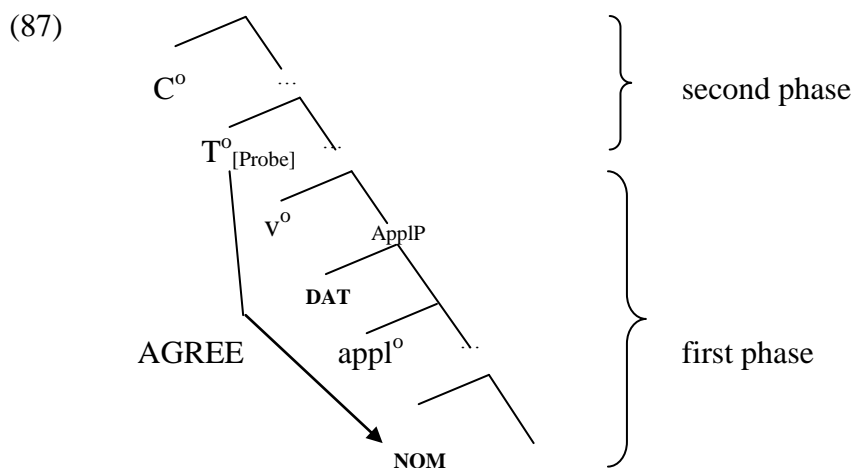 (87)
C° … second phase
T°[Probe] …
v° ApplP
DAT
AGREE appl° … first phase
NOM